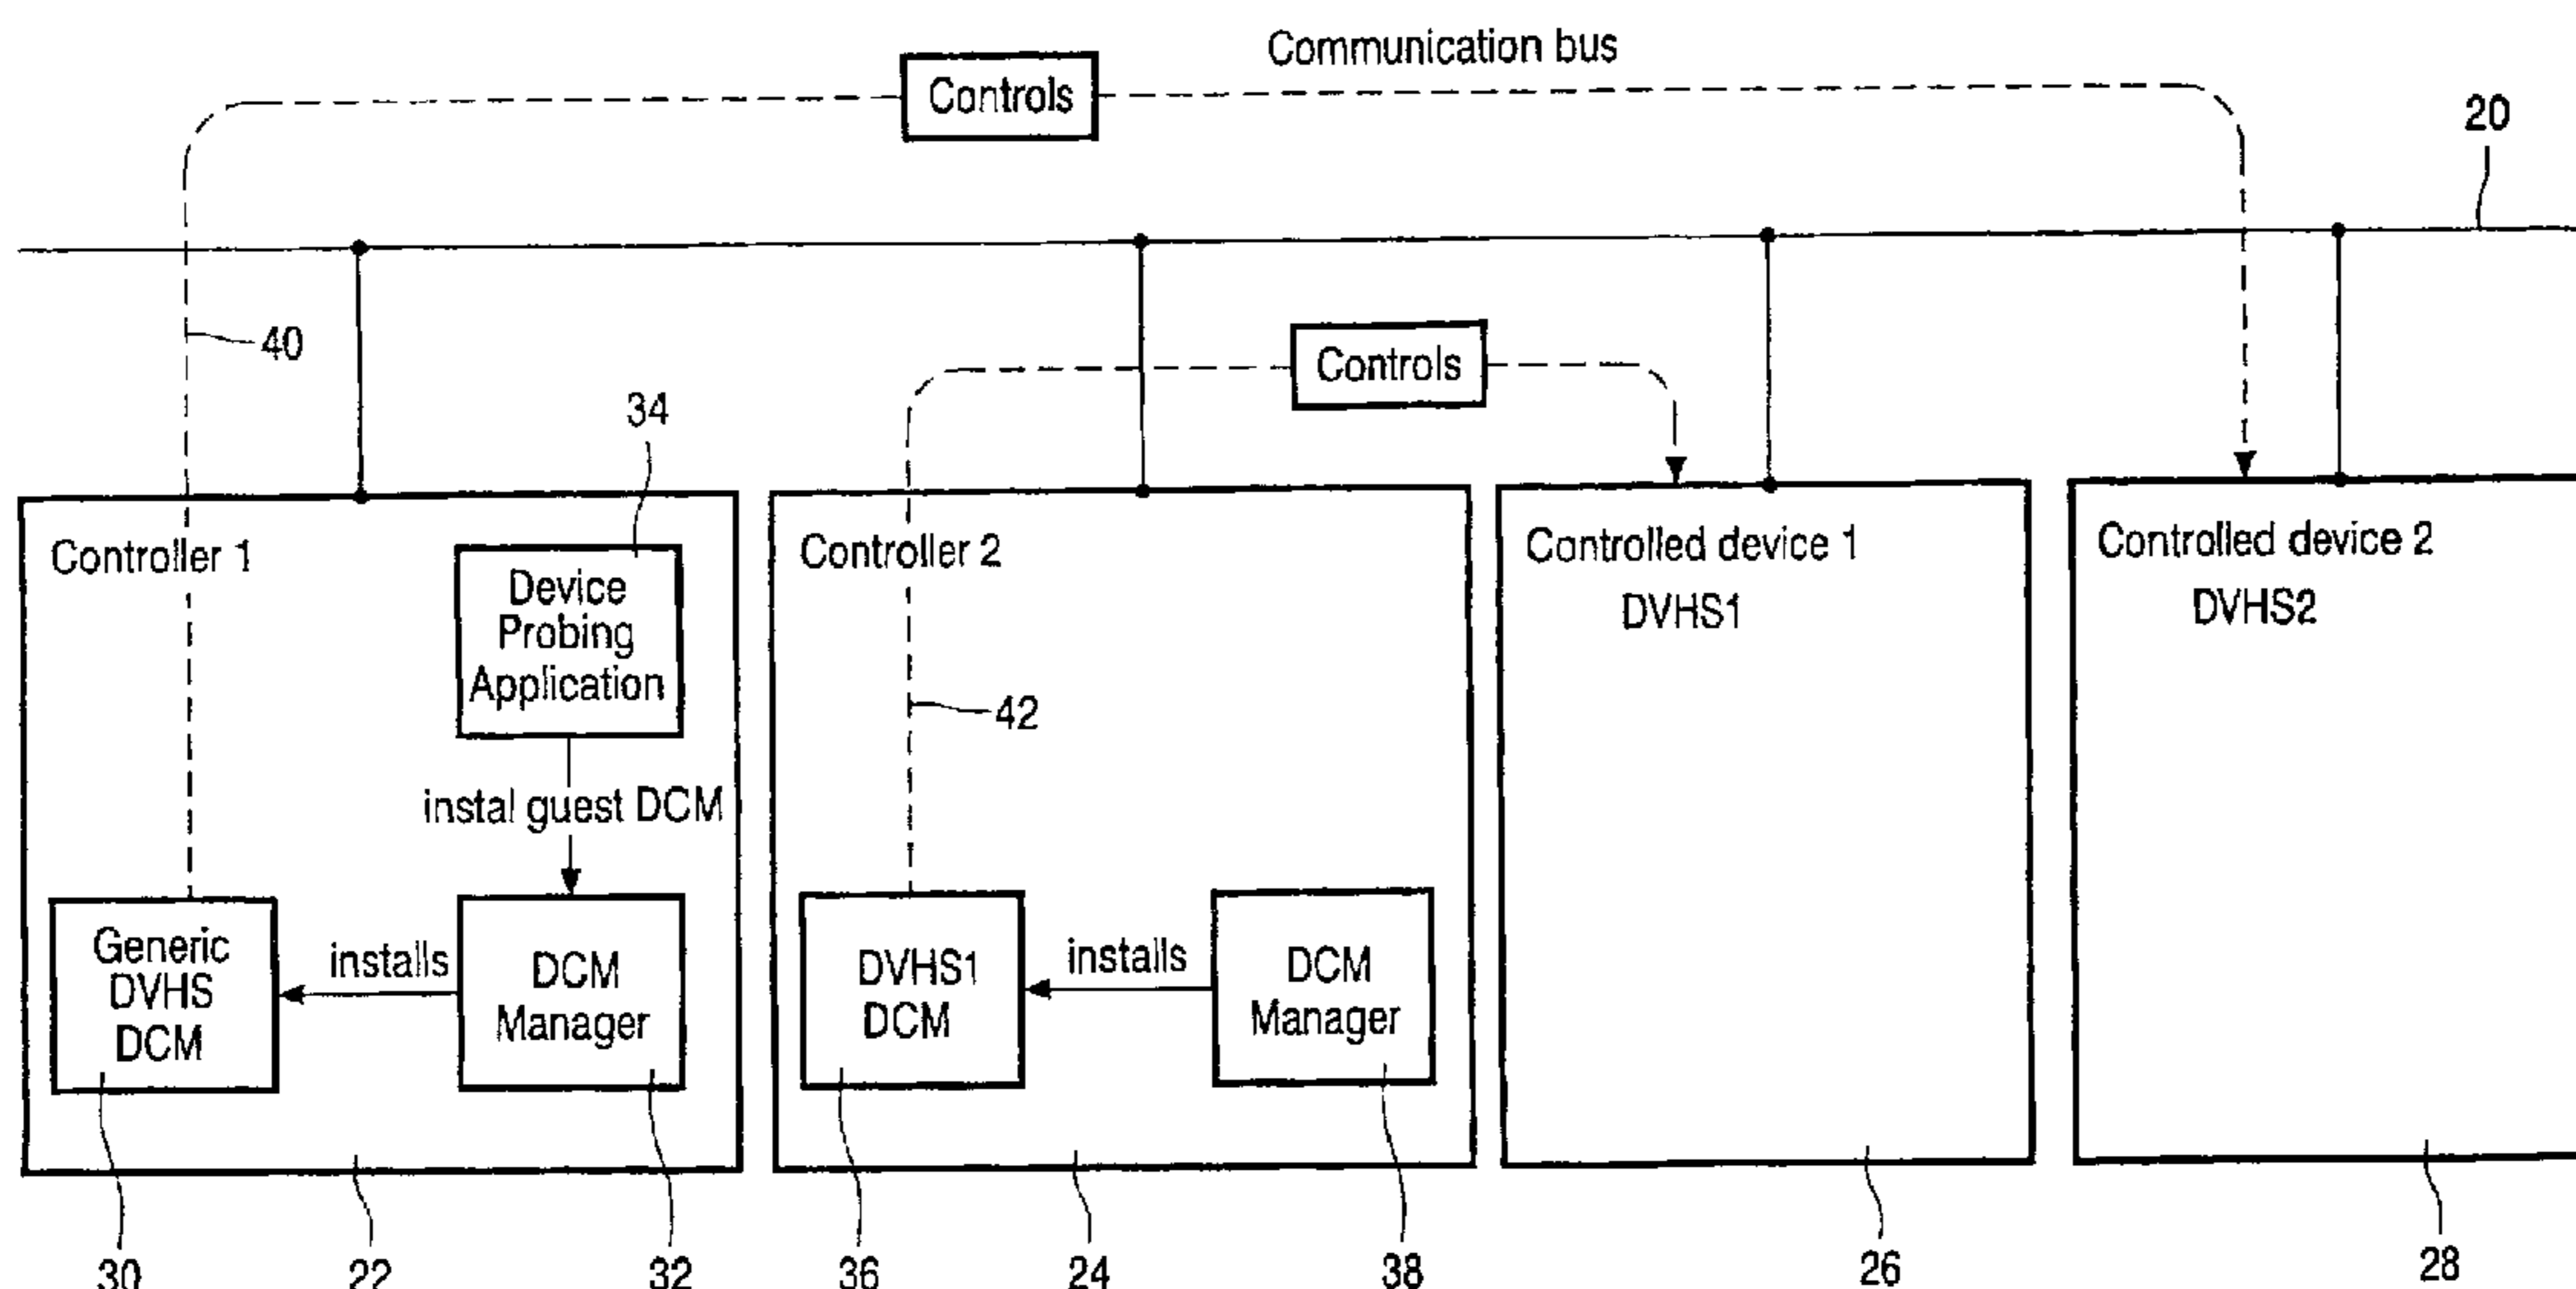 Communication bus
Controls
20
40
Controls
34
Controller 1
Device
Probing
Application
instal guest DCM
Generic
DVHS
DCM
installs
DCM
Manager
Controller 2
42
DVHS1
DCM
installs
DCM
Manager
Controlled device 1
DVHS1
Controlled device 2
DVHS2
30
22
32
36
24
38
26
28